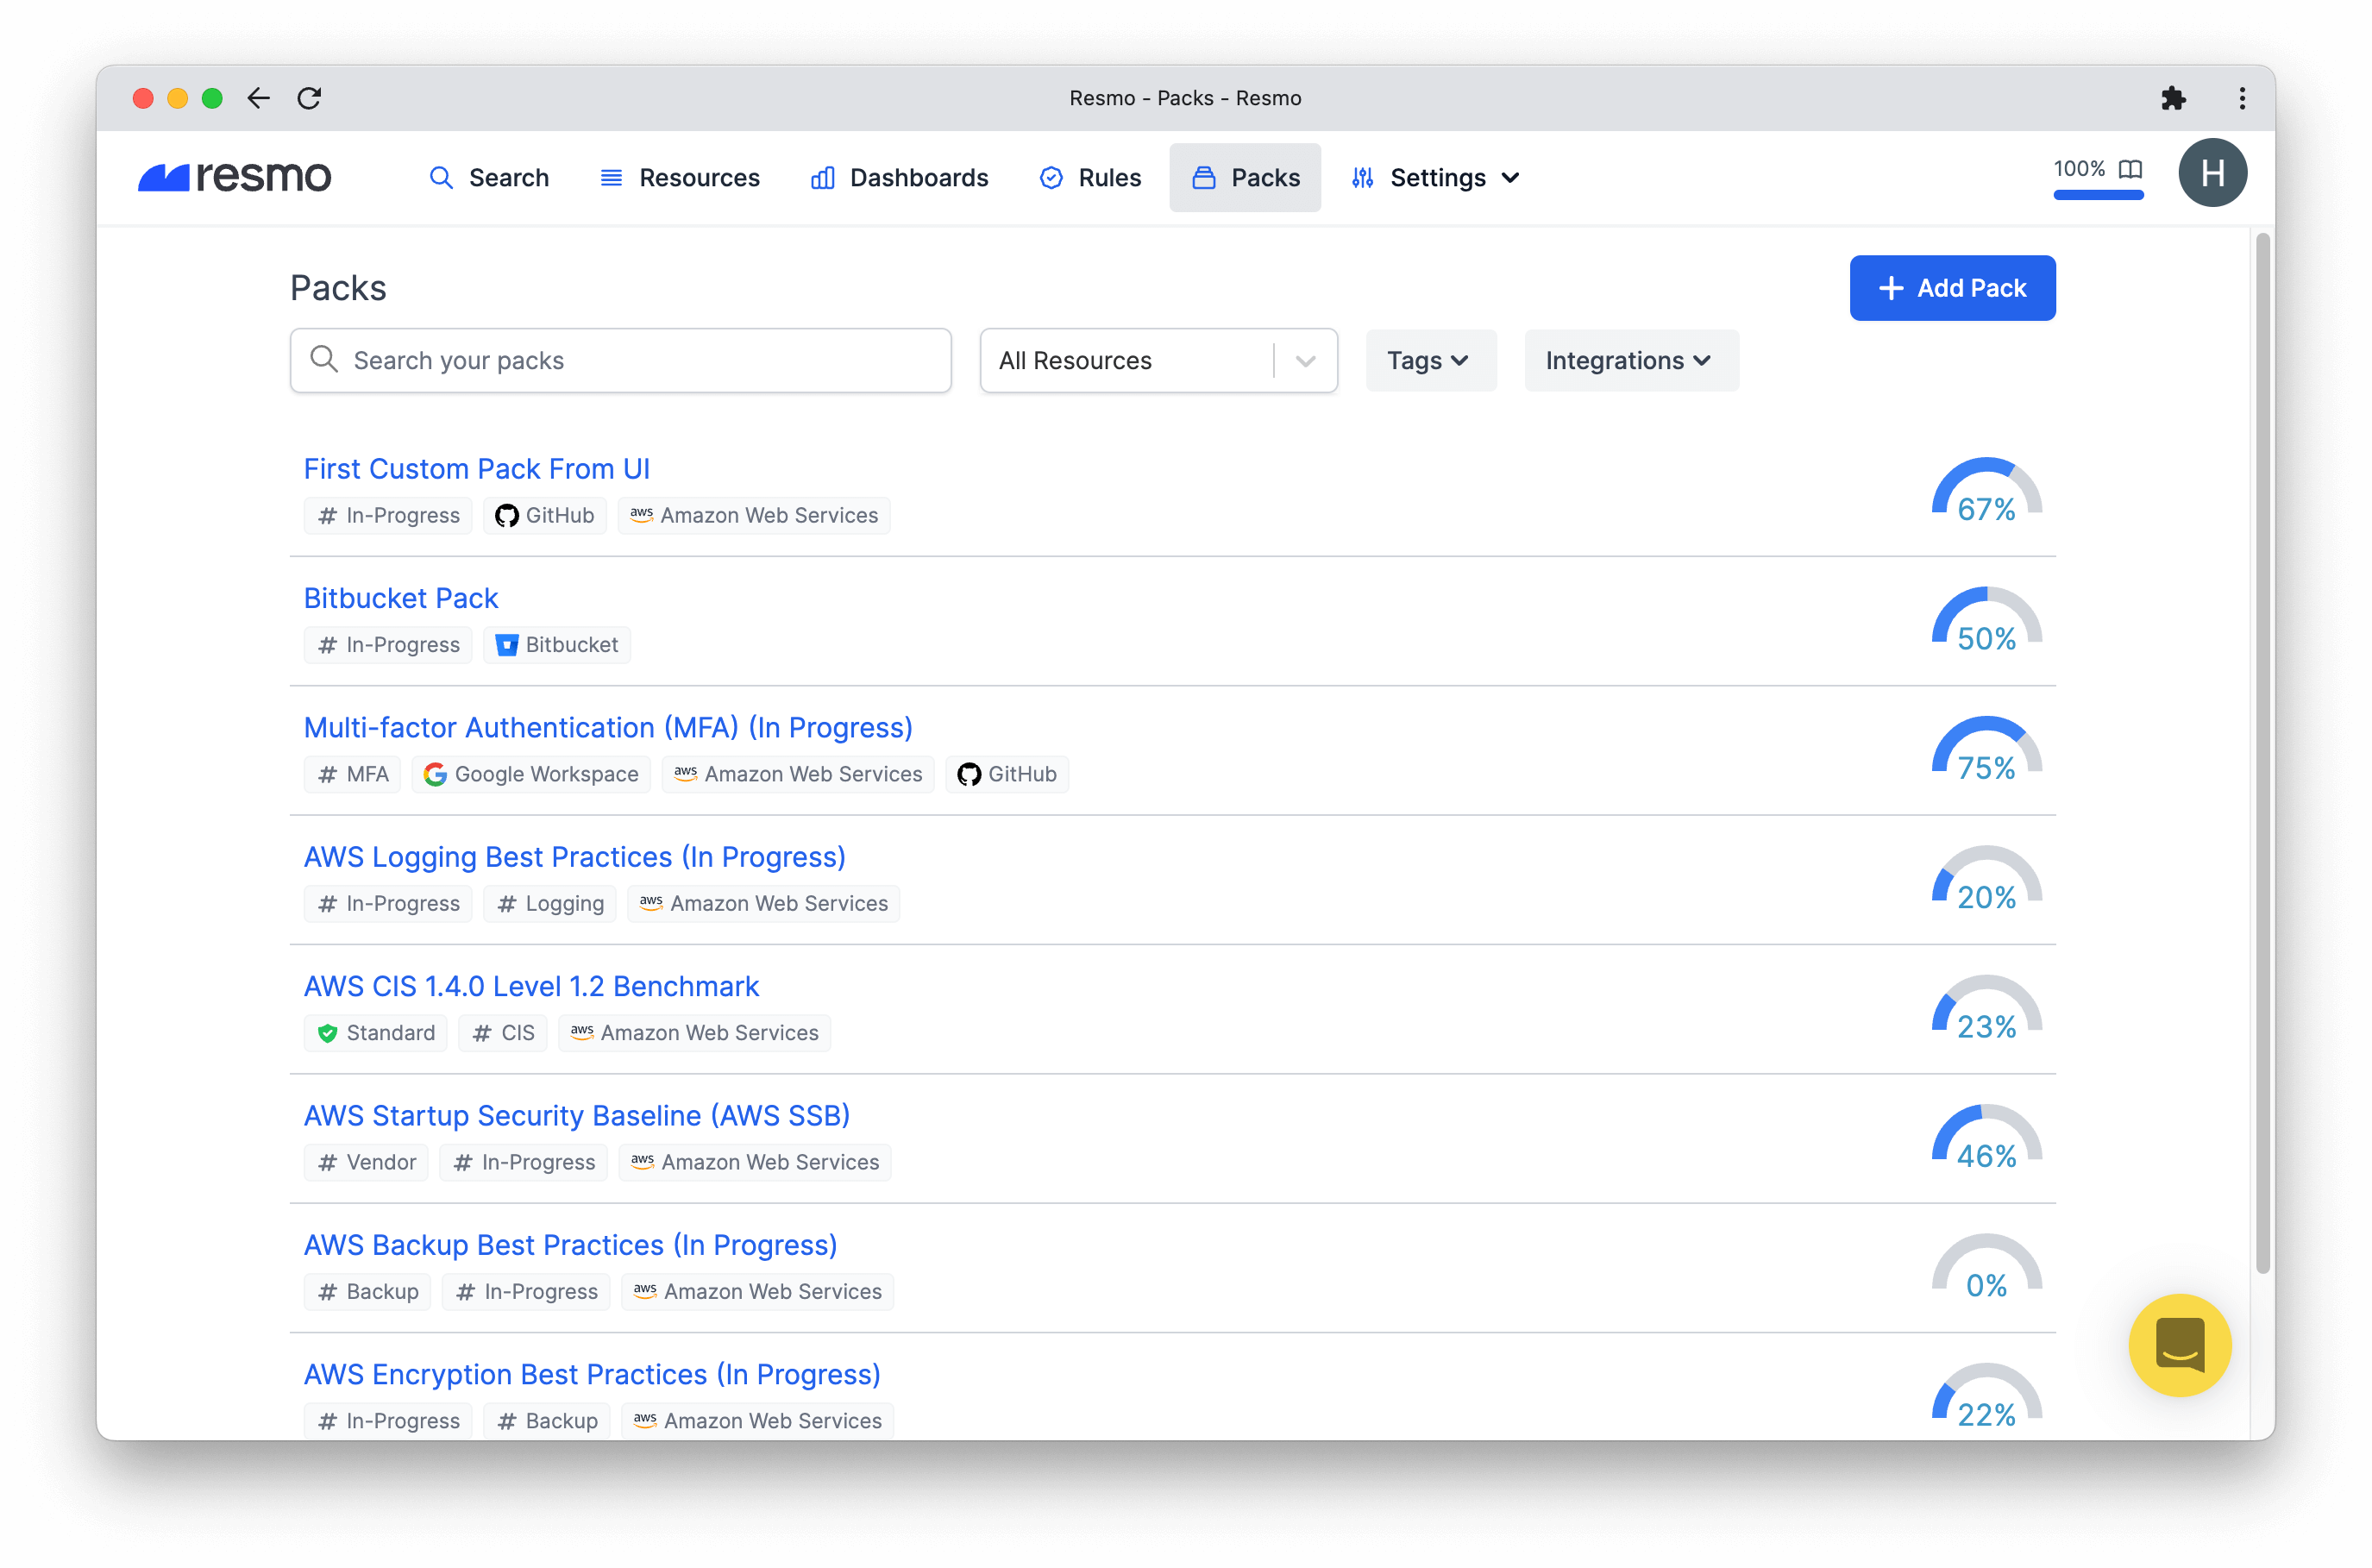 Resmo - Packs - Resmo
resmo Search Resources Dashboards Rules Packs Settings 100% H
Packs + Add Pack
Search your packs All Resources Tags Integrations
First Custom Pack From UI
# In-Progress GitHub aws Amazon Web Services 67%
Bitbucket Pack
# In-Progress Bitbucket 50%
Multi-factor Authentication (MFA) (In Progress)
# MFA Google Workspace aws Amazon Web Services GitHub 75%
AWS Logging Best Practices (In Progress)
# In-Progress # Logging aws Amazon Web Services 20%
AWS CIS 1.4.0 Level 1.2 Benchmark
Standard # CIS aws Amazon Web Services 23%
AWS Startup Security Baseline (AWS SSB)
# Vendor # In-Progress aws Amazon Web Services 46%
AWS Backup Best Practices (In Progress)
# Backup # In-Progress aws Amazon Web Services 0%
AWS Encryption Best Practices (In Progress)
# In-Progress # Backup aws Amazon Web Services 22%